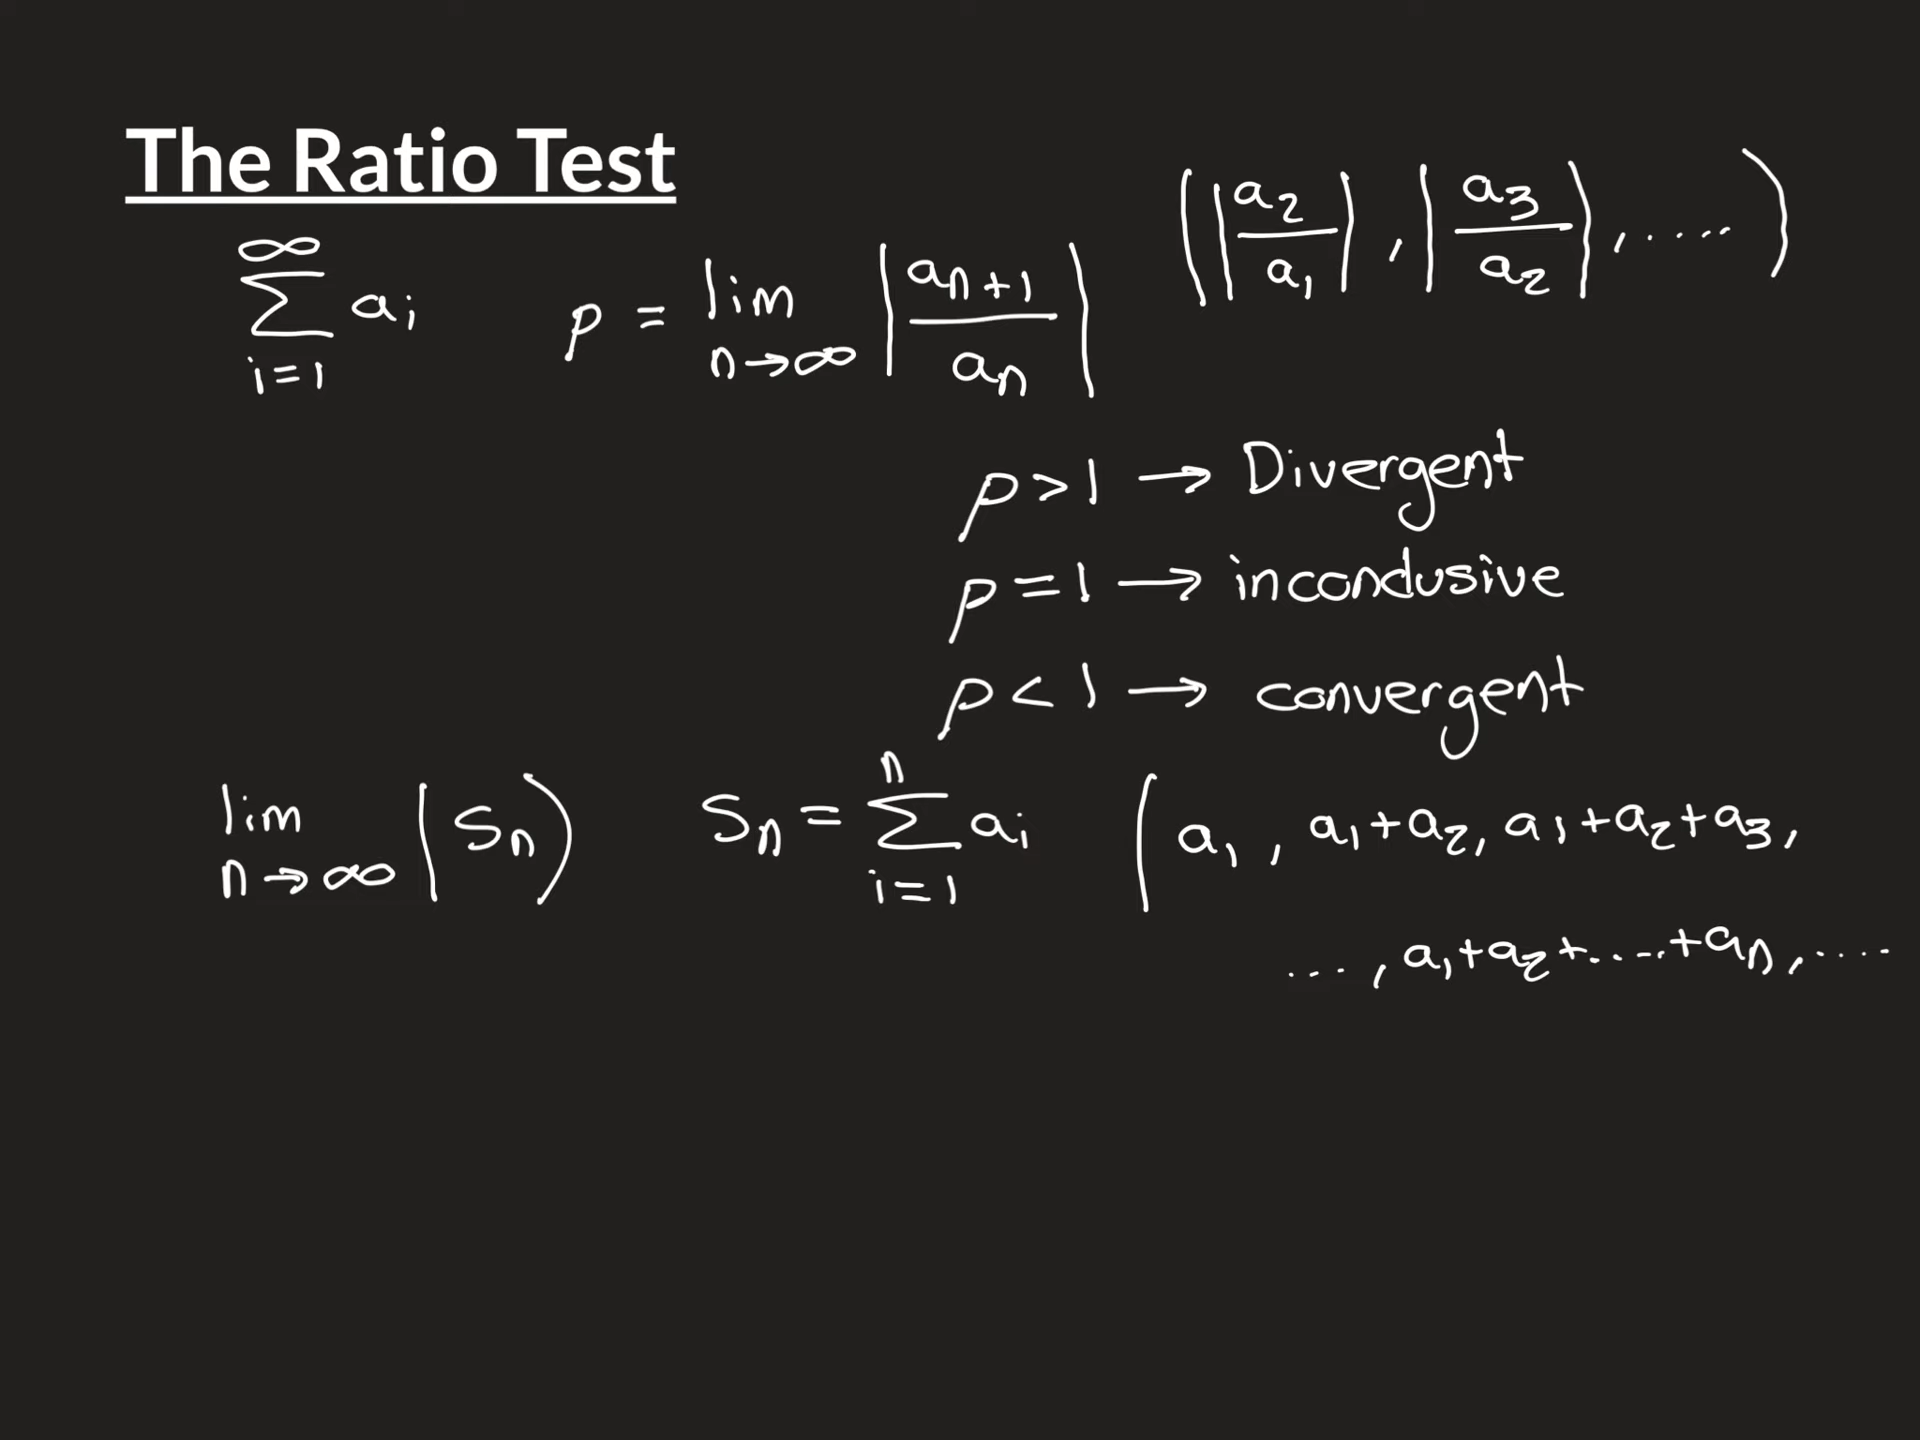 The Ratio Test
( |a₂/a₁| , |a₃/a₂| , ..... )
∞ ∑ i=1 aᵢ p = lim n→∞ |aₙ₊₁/aₙ|
p > 1 → Divergent
p = 1 → inconclusive
p < 1 → convergent
lim n→∞ (Sₙ) Sₙ = n ∑ i=1 aᵢ ( a₁ , a₁+a₂, a₁+a₂+a₃,
... , a₁+a₂+.....+aₙ, ....